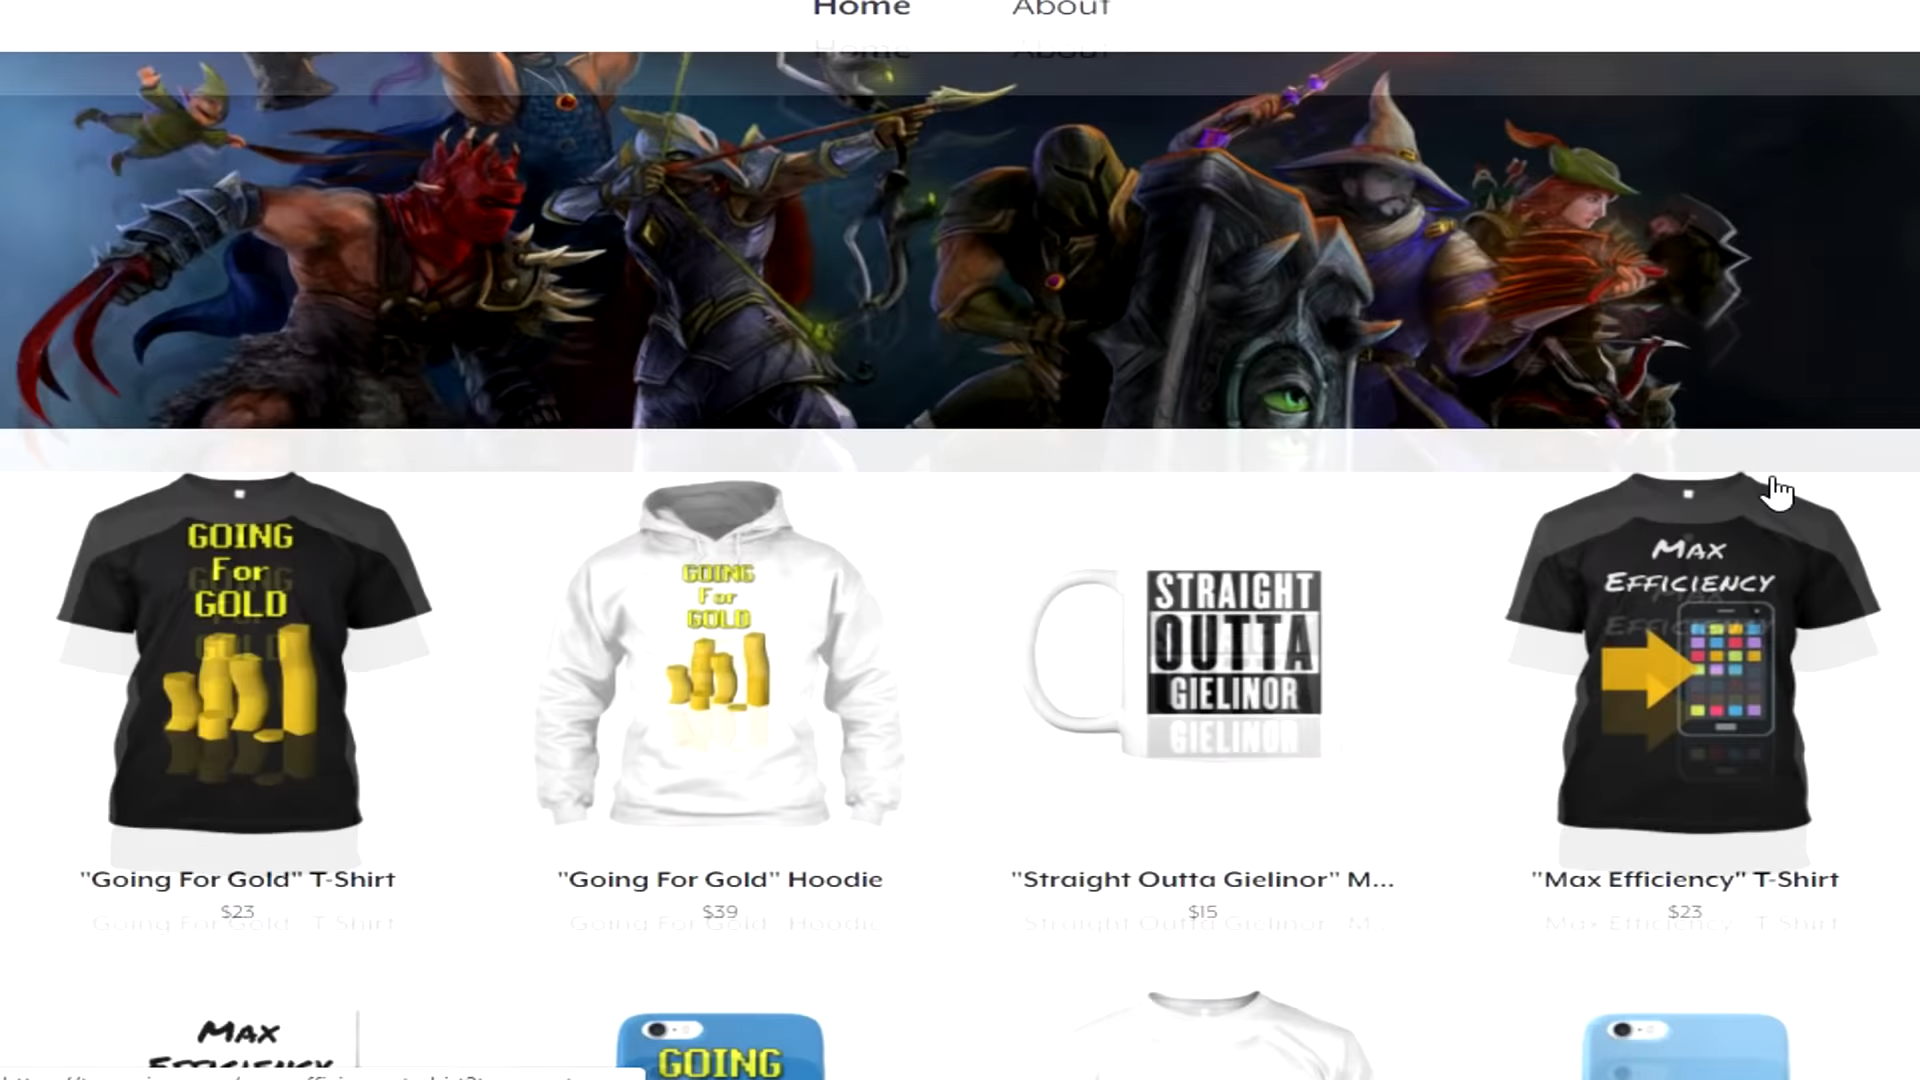 Home About
GOING
For
GOLD
GOING
For
GOLD
STRAIGHT
OUTTA
GIELINOR
MAX
EFFICIENCY
"Going For Gold" T-Shirt
$23
"Going For Gold" Hoodie
$39
"Straight Outta Gielinor" M...
$15
"Max Efficiency" T-Shirt
$23
MAX
EFFICIENCY
GOING